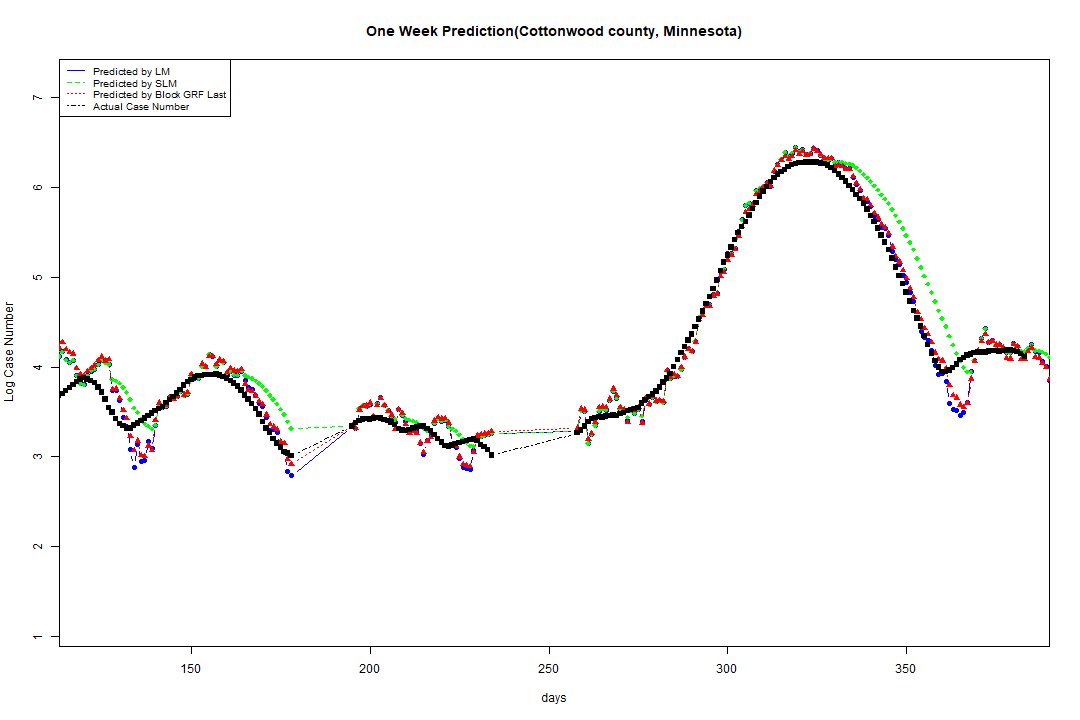 One Week Prediction(Cottonwood county, Minnesota)
Predicted by LM
Predicted by SLM
Predicted by Block GRF Last
Actual Case Number
7
6
5
4
3
2
1
Log Case Number
150 200 250 300 350
days